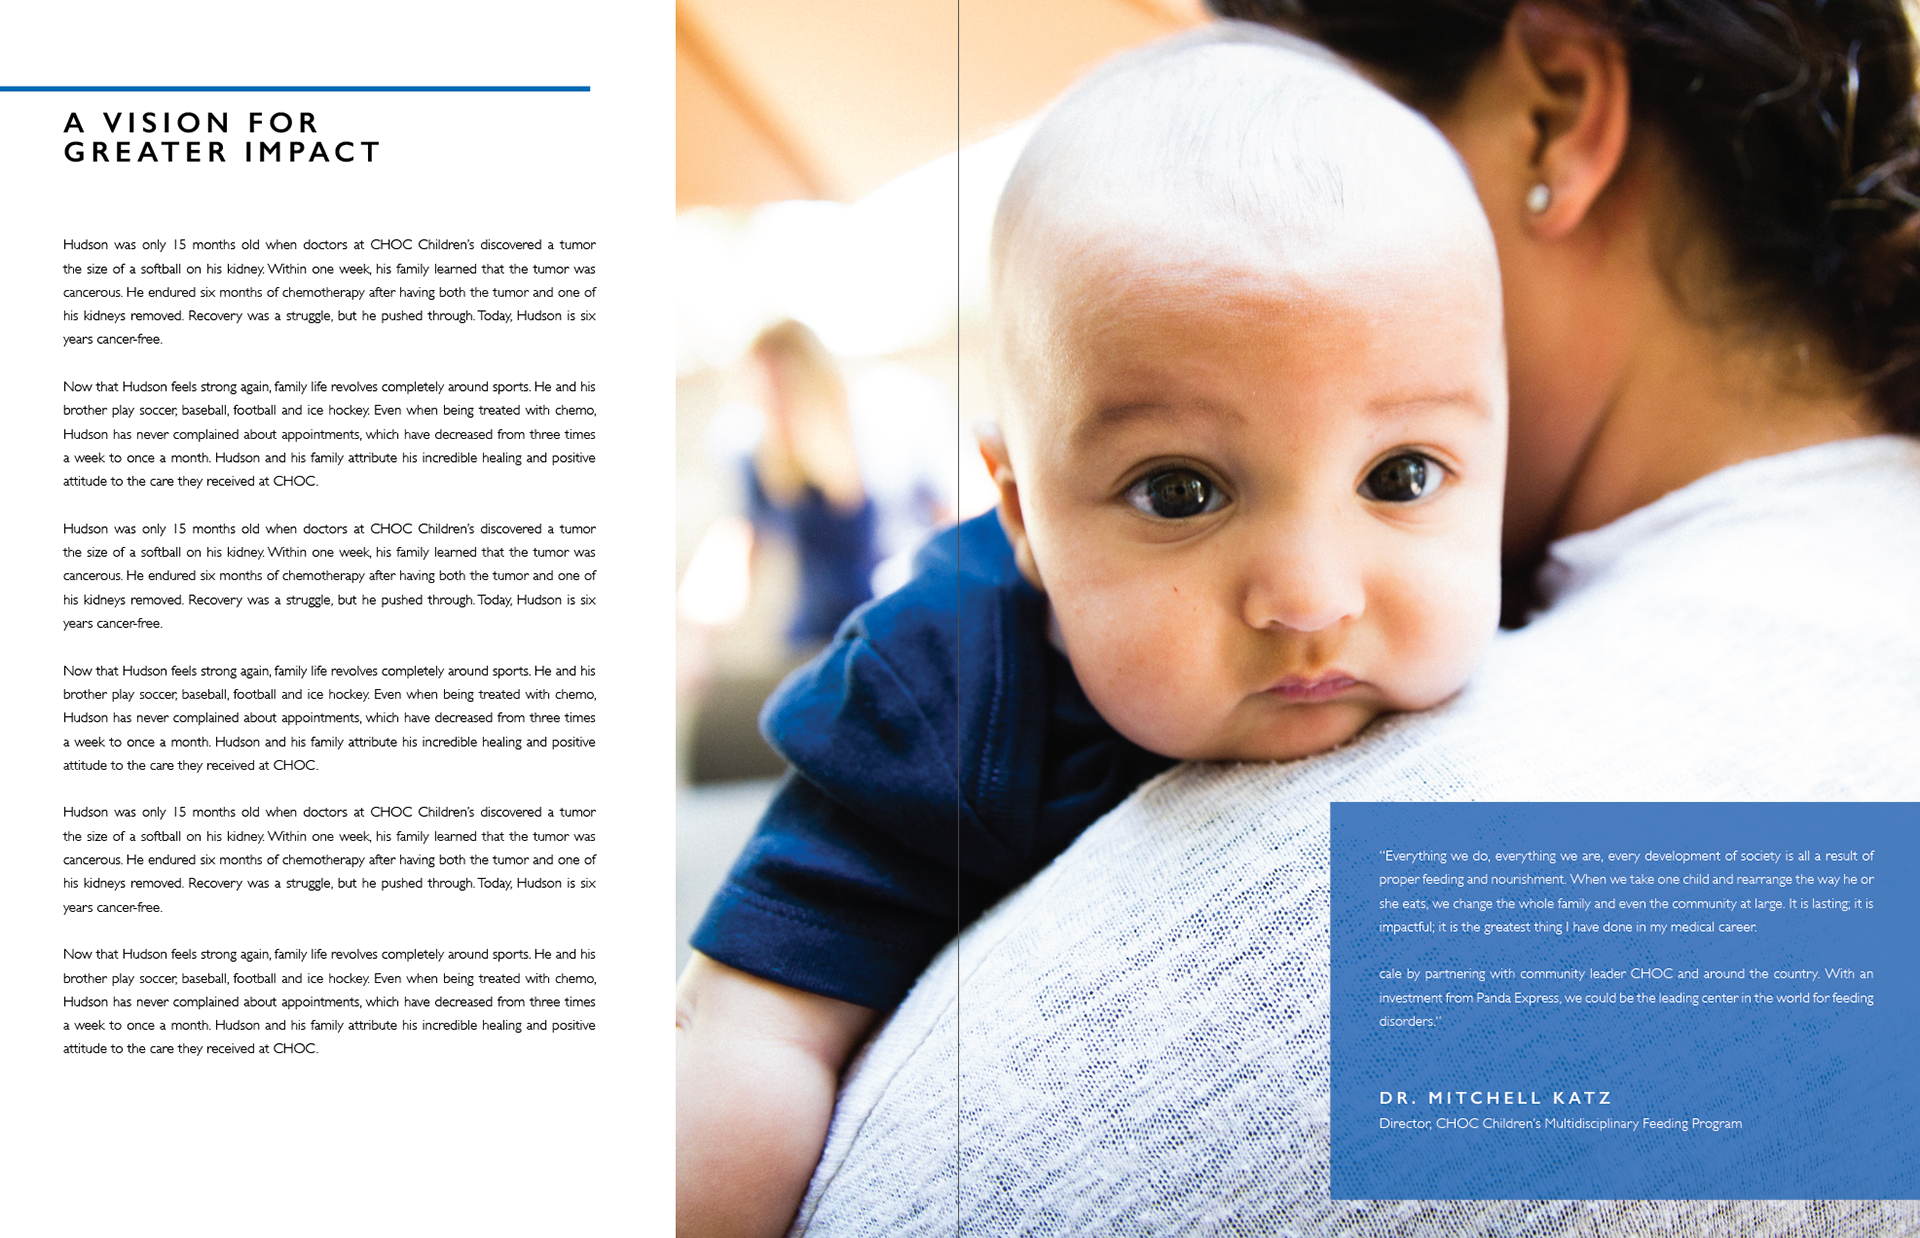 A VISION FOR
GREATER IMPACT
Hudson was only 15 months old when doctors at CHOC Children’s discovered a tumor
the size of a softball on his kidney. Within one week, his family learned that the tumor was
cancerous. He endured six months of chemotherapy after having both the tumor and one of
his kidneys removed. Recovery was a struggle, but he pushed through. Today, Hudson is six
years cancer-free.
Now that Hudson feels strong again, family life revolves completely around sports. He and his
brother play soccer, baseball, football and ice hockey. Even when being treated with chemo,
Hudson has never complained about appointments, which have decreased from three times
a week to once a month. Hudson and his family attribute his incredible healing and positive
attitude to the care they received at CHOC.
Hudson was only 15 months old when doctors at CHOC Children’s discovered a tumor
the size of a softball on his kidney. Within one week, his family learned that the tumor was
cancerous. He endured six months of chemotherapy after having both the tumor and one of
his kidneys removed. Recovery was a struggle, but he pushed through. Today, Hudson is six
years cancer-free.
Now that Hudson feels strong again, family life revolves completely around sports. He and his
brother play soccer, baseball, football and ice hockey. Even when being treated with chemo,
Hudson has never complained about appointments, which have decreased from three times
a week to once a month. Hudson and his family attribute his incredible healing and positive
attitude to the care they received at CHOC.
Hudson was only 15 months old when doctors at CHOC Children’s discovered a tumor
the size of a softball on his kidney. Within one week, his family learned that the tumor was
cancerous. He endured six months of chemotherapy after having both the tumor and one of
his kidneys removed. Recovery was a struggle, but he pushed through. Today, Hudson is six
years cancer-free.
Now that Hudson feels strong again, family life revolves completely around sports. He and his
brother play soccer, baseball, football and ice hockey. Even when being treated with chemo,
Hudson has never complained about appointments, which have decreased from three times
a week to once a month. Hudson and his family attribute his incredible healing and positive
attitude to the care they received at CHOC.
“Everything we do, everything we are, every development of society is all a result of
proper feeding and nourishment. When we take one child and rearrange the way he or
she eats, we change the whole family and even the community at large. It is lasting; it is
impactful; it is the greatest thing I have done in my medical career.
cale by partnering with community leader CHOC and around the country. With an
investment from Panda Express, we could be the leading center in the world for feeding
disorders.“
DR. MITCHELL KATZ
Director, CHOC Children’s Multidisciplinary Feeding Program